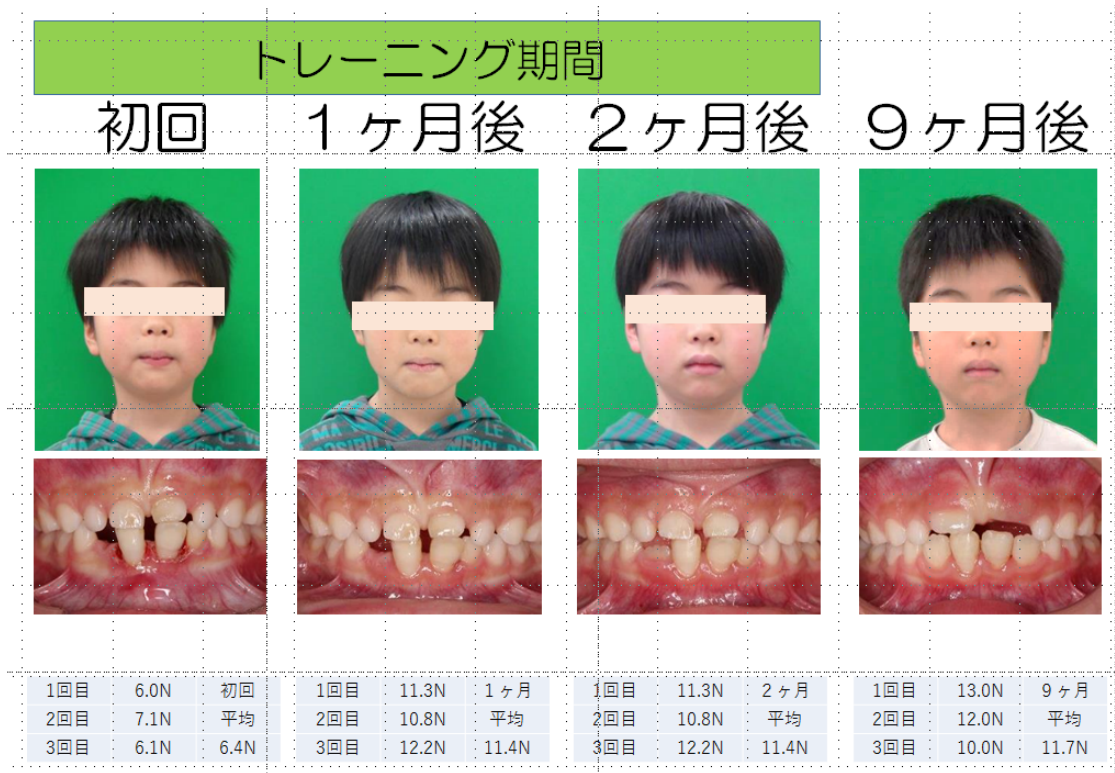 トレーニング期間
初回
1ヶ月後
2ヶ月後
9ヶ月後
1回目 6.0N 初回
2回目 7.1N 平均
3回目 6.1N 6.4N
1回目 11.3N 1ヶ月
2回目 10.8N 平均
3回目 12.2N 11.4N
1回目 11.3N 2ヶ月
2回目 10.8N 平均
3回目 12.2N 11.4N
1回目 13.0N 9ヶ月
2回目 12.0N 平均
3回目 10.0N 11.7N